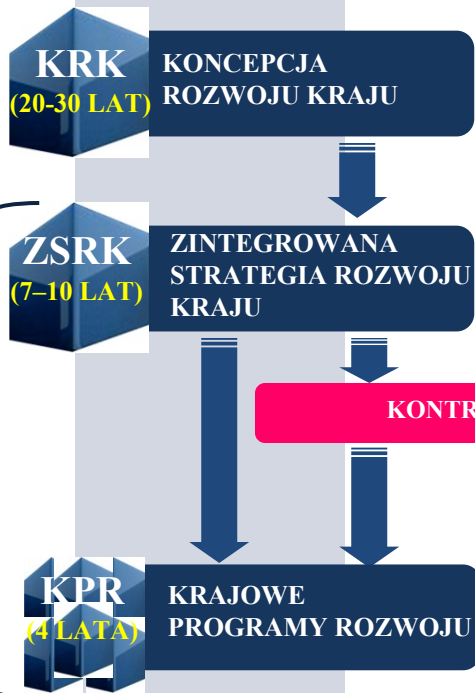 KRK
(20-30 LAT)
KONCEPCJA
ROZWOJU KRAJU
ZSRK
(7–10 LAT)
ZINTEGROWANA
STRATEGIA ROZWOJU
KRAJU
KONTR
KPR
(4 LATA)
KRAJOWE
PROGRAMY ROZWOJU